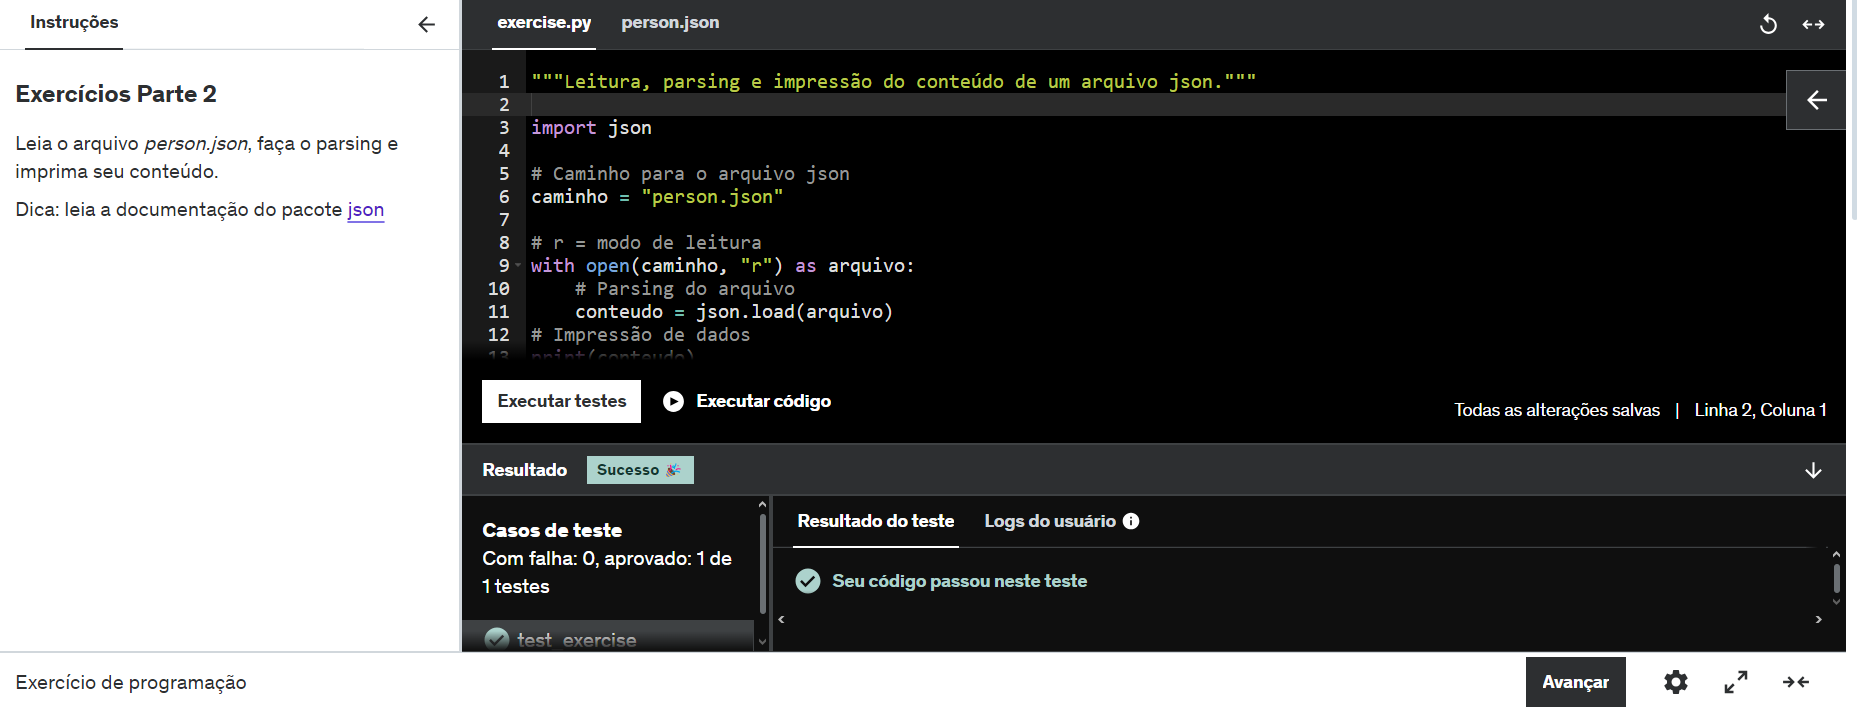 Instruções
Exercícios Parte 2
Leia o arquivo person.json, faça o parsing e
imprima seu conteúdo.
Dica: leia a documentação do pacote json
exercise.py person.json
1 """Leitura, parsing e impressão do conteúdo de um arquivo json."""
2
3 import json
4
5 # Caminho para o arquivo json
6 caminho = "person.json"
7
8 # r = modo de leitura
9 with open(caminho, "r") as arquivo:
10     # Parsing do arquivo
11     conteudo = json.load(arquivo)
12 # Impressão de dados
13 print(conteudo)
Executar testes Executar código
Todas as alterações salvas | Linha 2, Coluna 1
Resultado Sucesso 🎉
Casos de teste
Com falha: 0, aprovado: 1 de
1 testes
test_exercise
Resultado do teste Logs do usuário
Seu código passou neste teste
Exercício de programação
Avançar